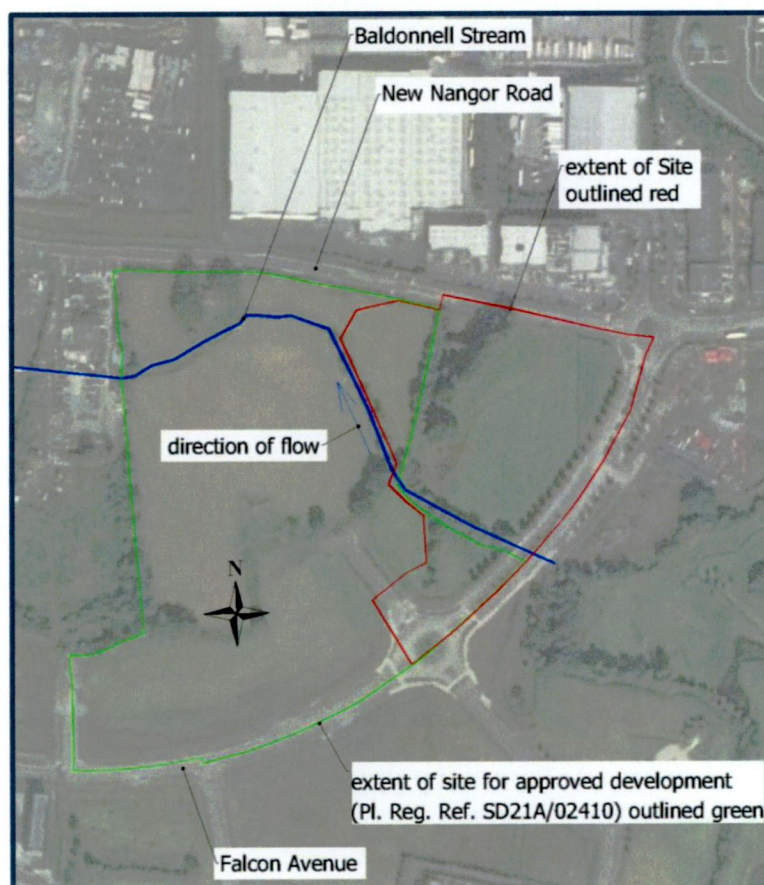 Baldonnell Stream
New Nangor Road
extent of Site
outlined red
direction of flow
N
extent of site for approved development
(Pl. Reg. Ref. SD21A/02410) outlined green
Falcon Avenue